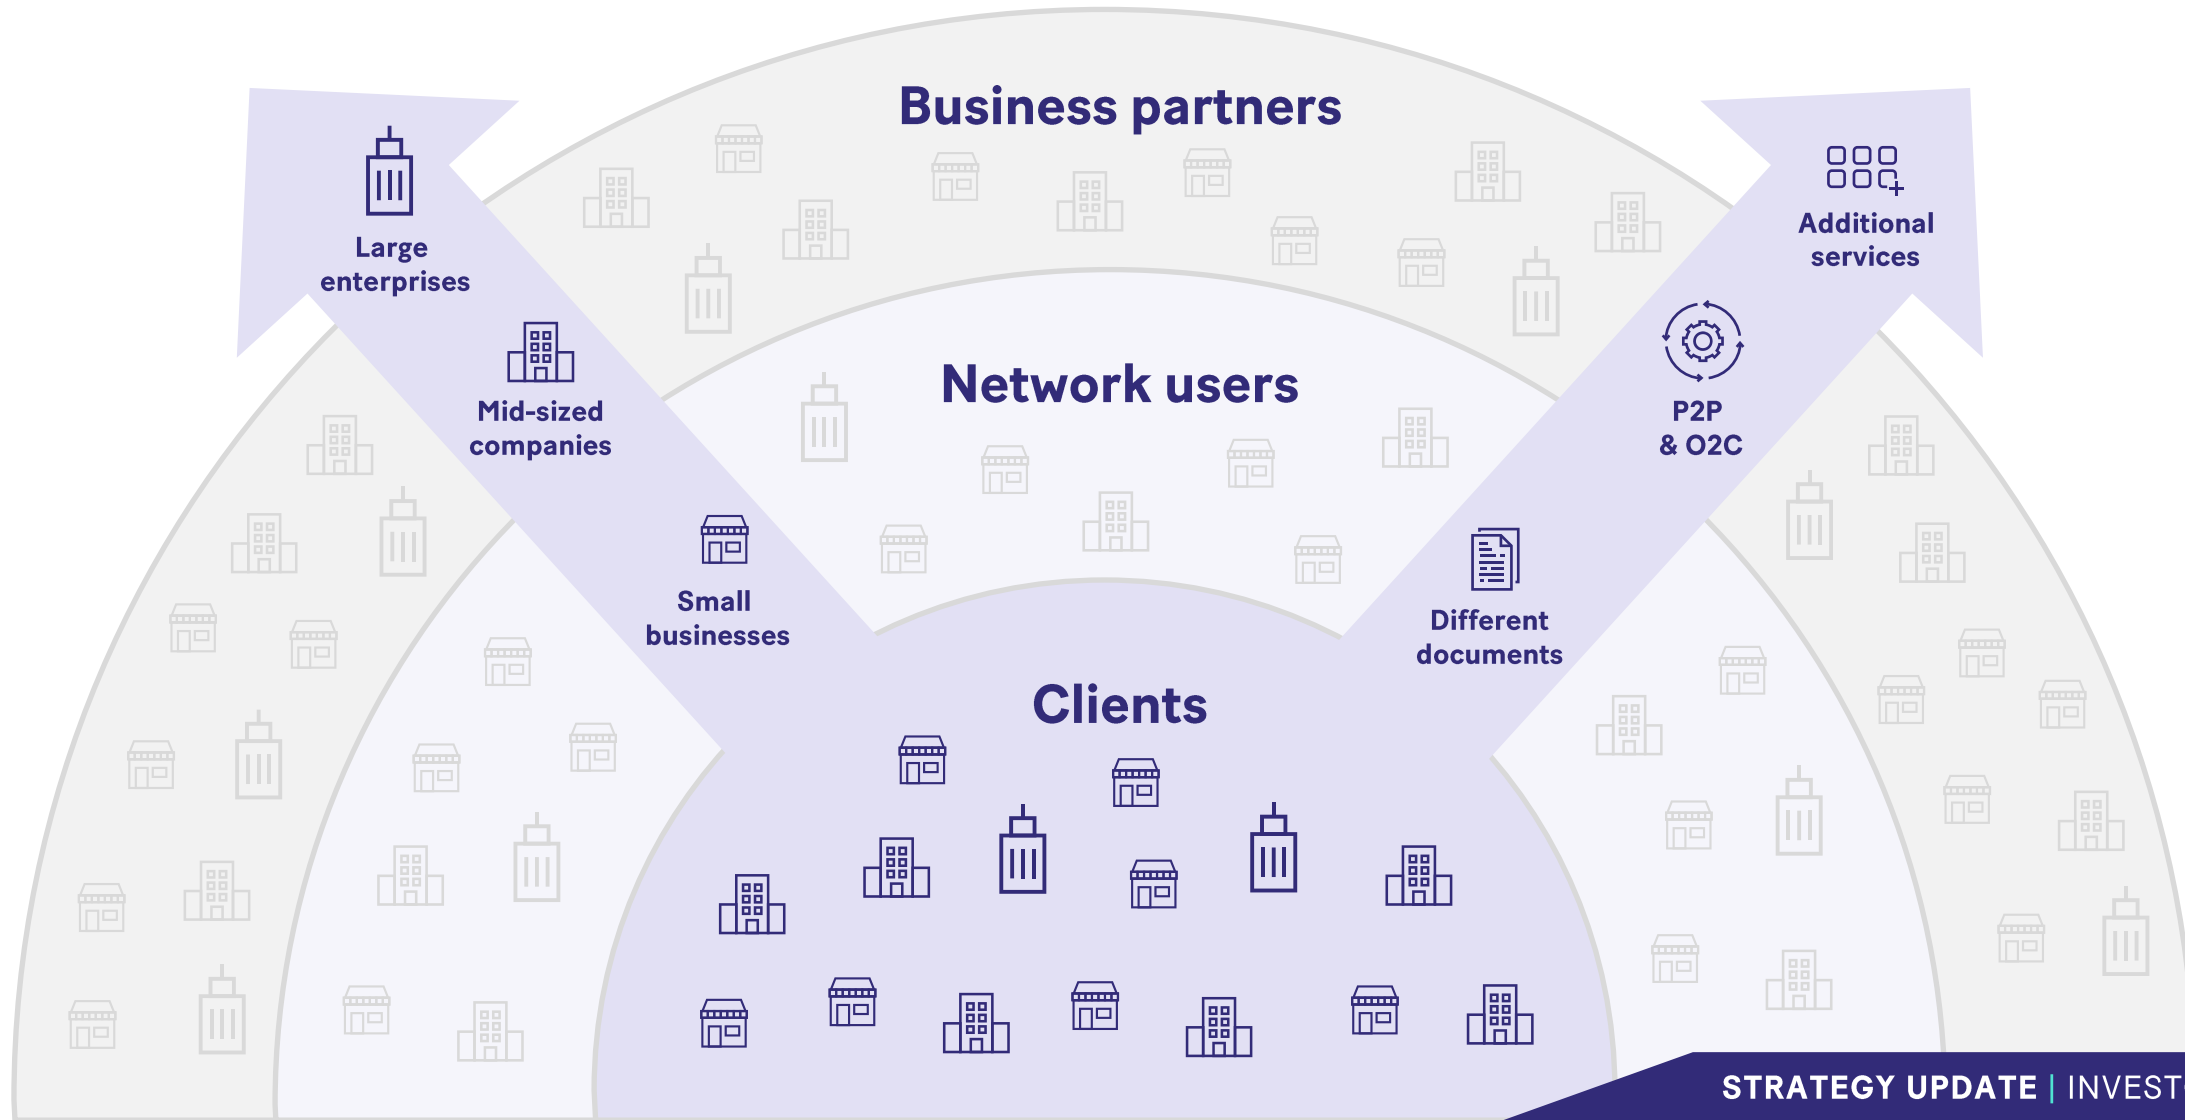 Business partners
Large
enterprises
Additional
services
Mid-sized
companies
Network users
P2P
& O2C
Small
businesses
Different
documents
Clients
STRATEGY UPDATE | INVEST